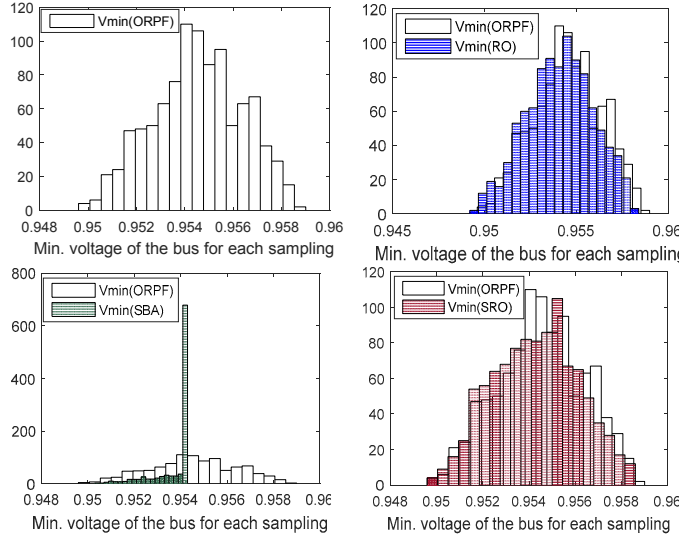 120
100
80
60
40
20
0
Vmin(ORPF)
0.948 0.95 0.952 0.954 0.956 0.958 0.96
Min. voltage of the bus for each sampling
120
100
80
60
40
20
0
Vmin(ORPF)
Vmin(RO)
0.945 0.95 0.955 0.96
Min. voltage of the bus for each sampling
800
600
400
200
0
Vmin(ORPF)
Vmin(SBA)
0.948 0.95 0.952 0.954 0.956 0.958 0.96
Min. voltage of the bus for each sampling
120
100
80
60
40
20
0
Vmin(ORPF)
Vmin(SRO)
0.948 0.95 0.952 0.954 0.956 0.958 0.96
Min. voltage of the bus for each sampling